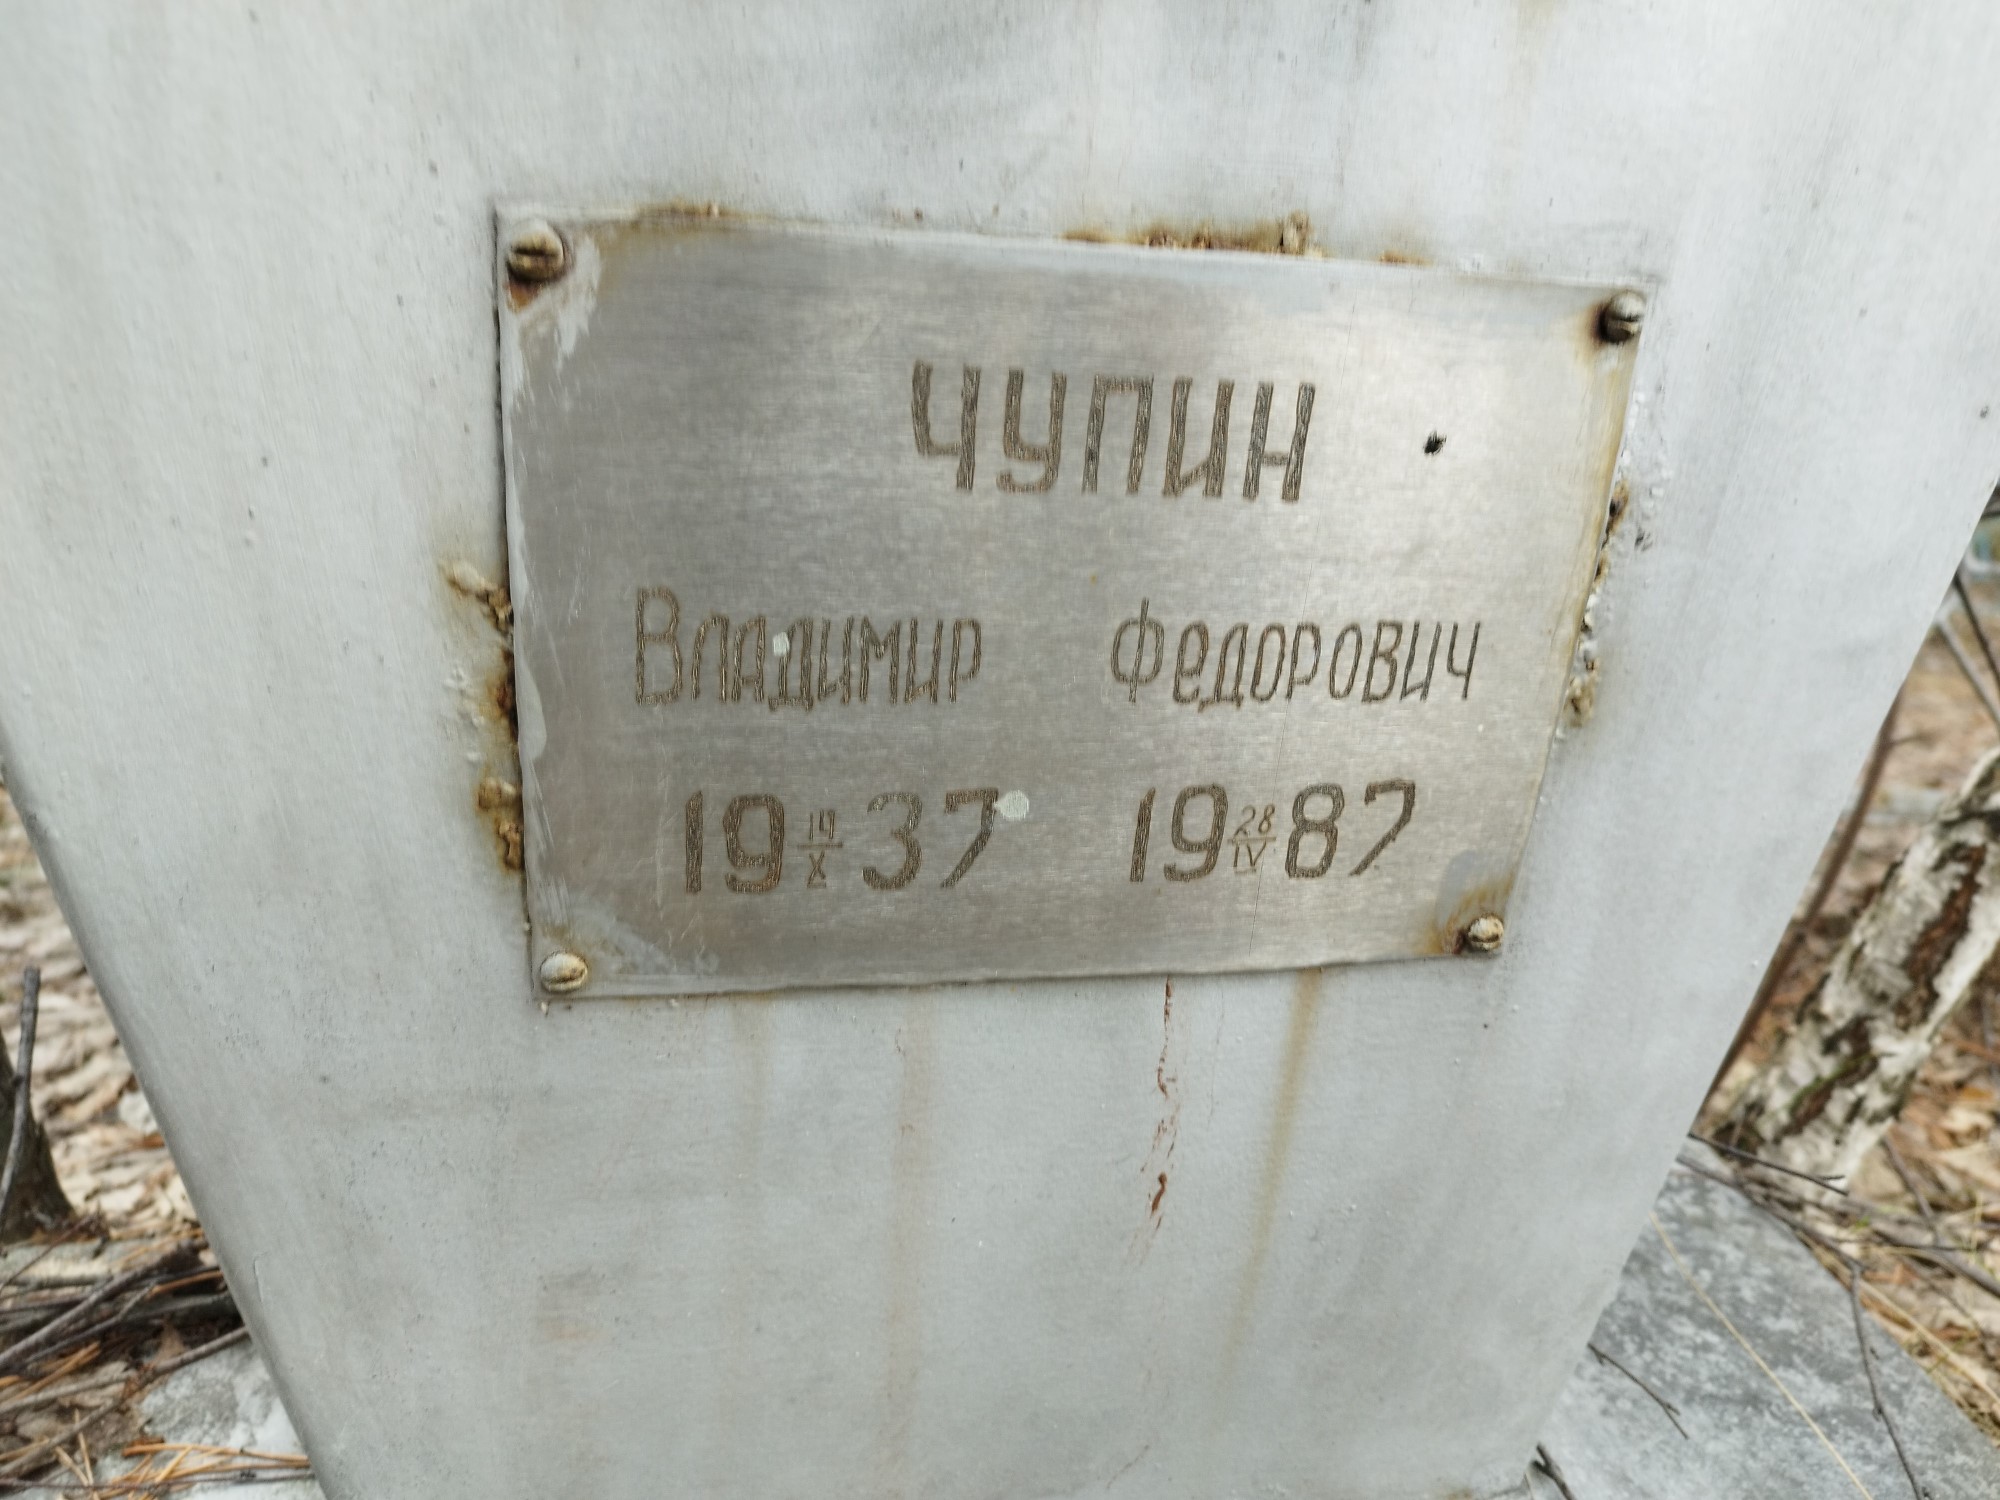 ЧУПИН
Владимир Федорович
19 14/X 37 19 28/IV 87